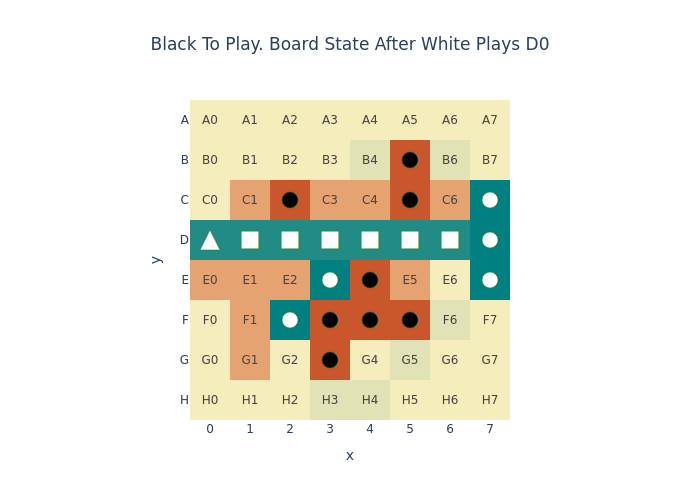 Black To Play. Board State After White Plays D0
A A0 A1 A2 A3 A4 A5 A6 A7
B B0 B1 B2 B3 B4 B6 B7
C C0 C1 C3 C4 C6
D
E E0 E1 E2 E5 E6
F F0 F1 F6 F7
G G0 G1 G2 G4 G5 G6 G7
H H0 H1 H2 H3 H4 H5 H6 H7
0 1 2 3 4 5 6 7
x
y